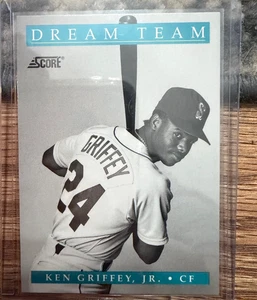 DREAM TEAM
SCORE
GRIFFEY
24
KEN GRIFFEY, JR. • CF